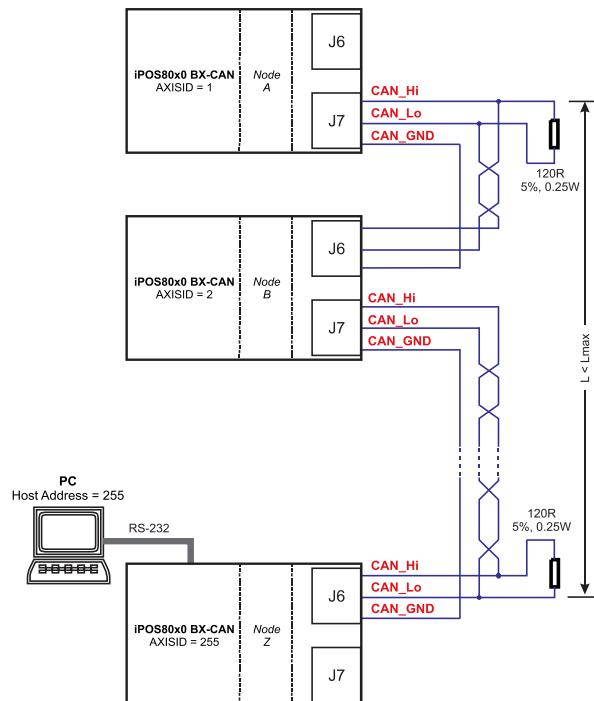 iPOS80x0 BX-CAN
AXISID = 1
Node
A
J6
J7
CAN_Hi
CAN_Lo
CAN_GND
120R
5%, 0.25W
iPOS80x0 BX-CAN
AXISID = 2
Node
B
J6
J7
CAN_Hi
CAN_Lo
CAN_GND
L < Lmax
PC
Host Address = 255
RS-232
120R
5%, 0.25W
iPOS80x0 BX-CAN
AXISID = 255
Node
Z
J6
J7
CAN_Hi
CAN_Lo
CAN_GND